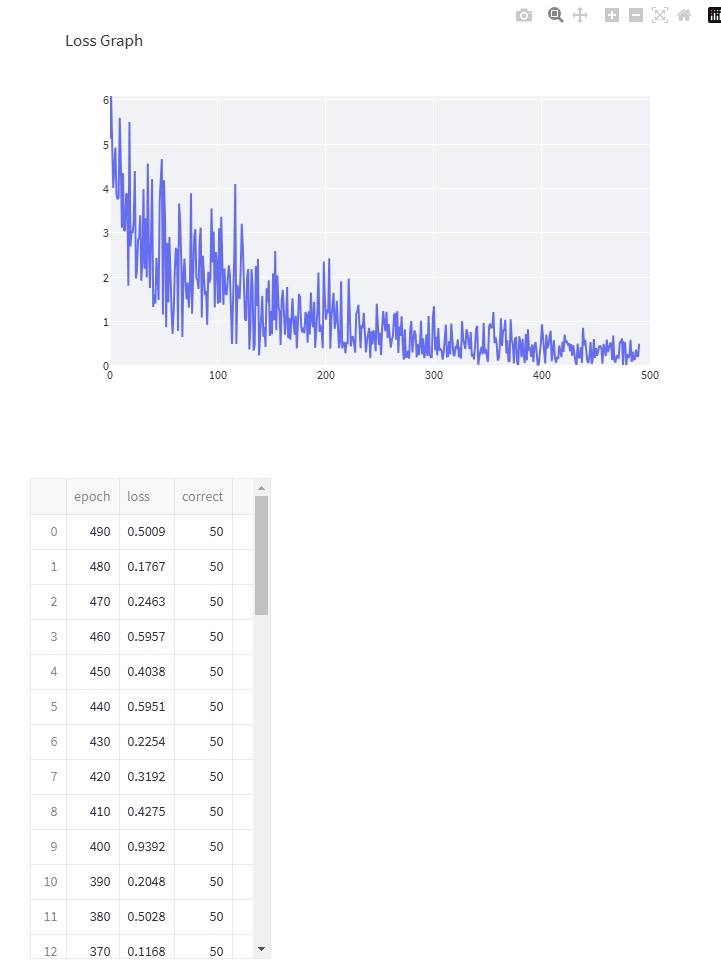 Loss Graph
6
5
4
3
2
1
0
0 100 200 300 400 500
epoch loss correct
0 490 0.5009 50
1 480 0.1767 50
2 470 0.2463 50
3 460 0.5957 50
4 450 0.4038 50
5 440 0.5951 50
6 430 0.2254 50
7 420 0.3192 50
8 410 0.4275 50
9 400 0.9392 50
10 390 0.2048 50
11 380 0.5028 50
12 370 0.1168 50